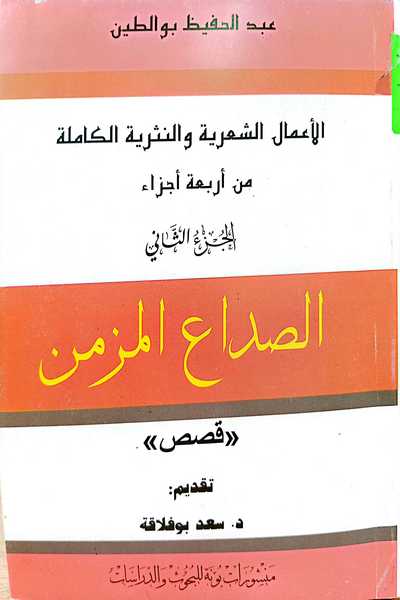 عبد الحفيظ بوالطين
الأعمال الشعرية والنثرية الكاملة
من أربعة أجزاء
الجزء الثاني
الصداع المزمن
«قصص»
تقديم:
د. سعد بوفلاقة
منشورات بونة للبحوث والدراسات